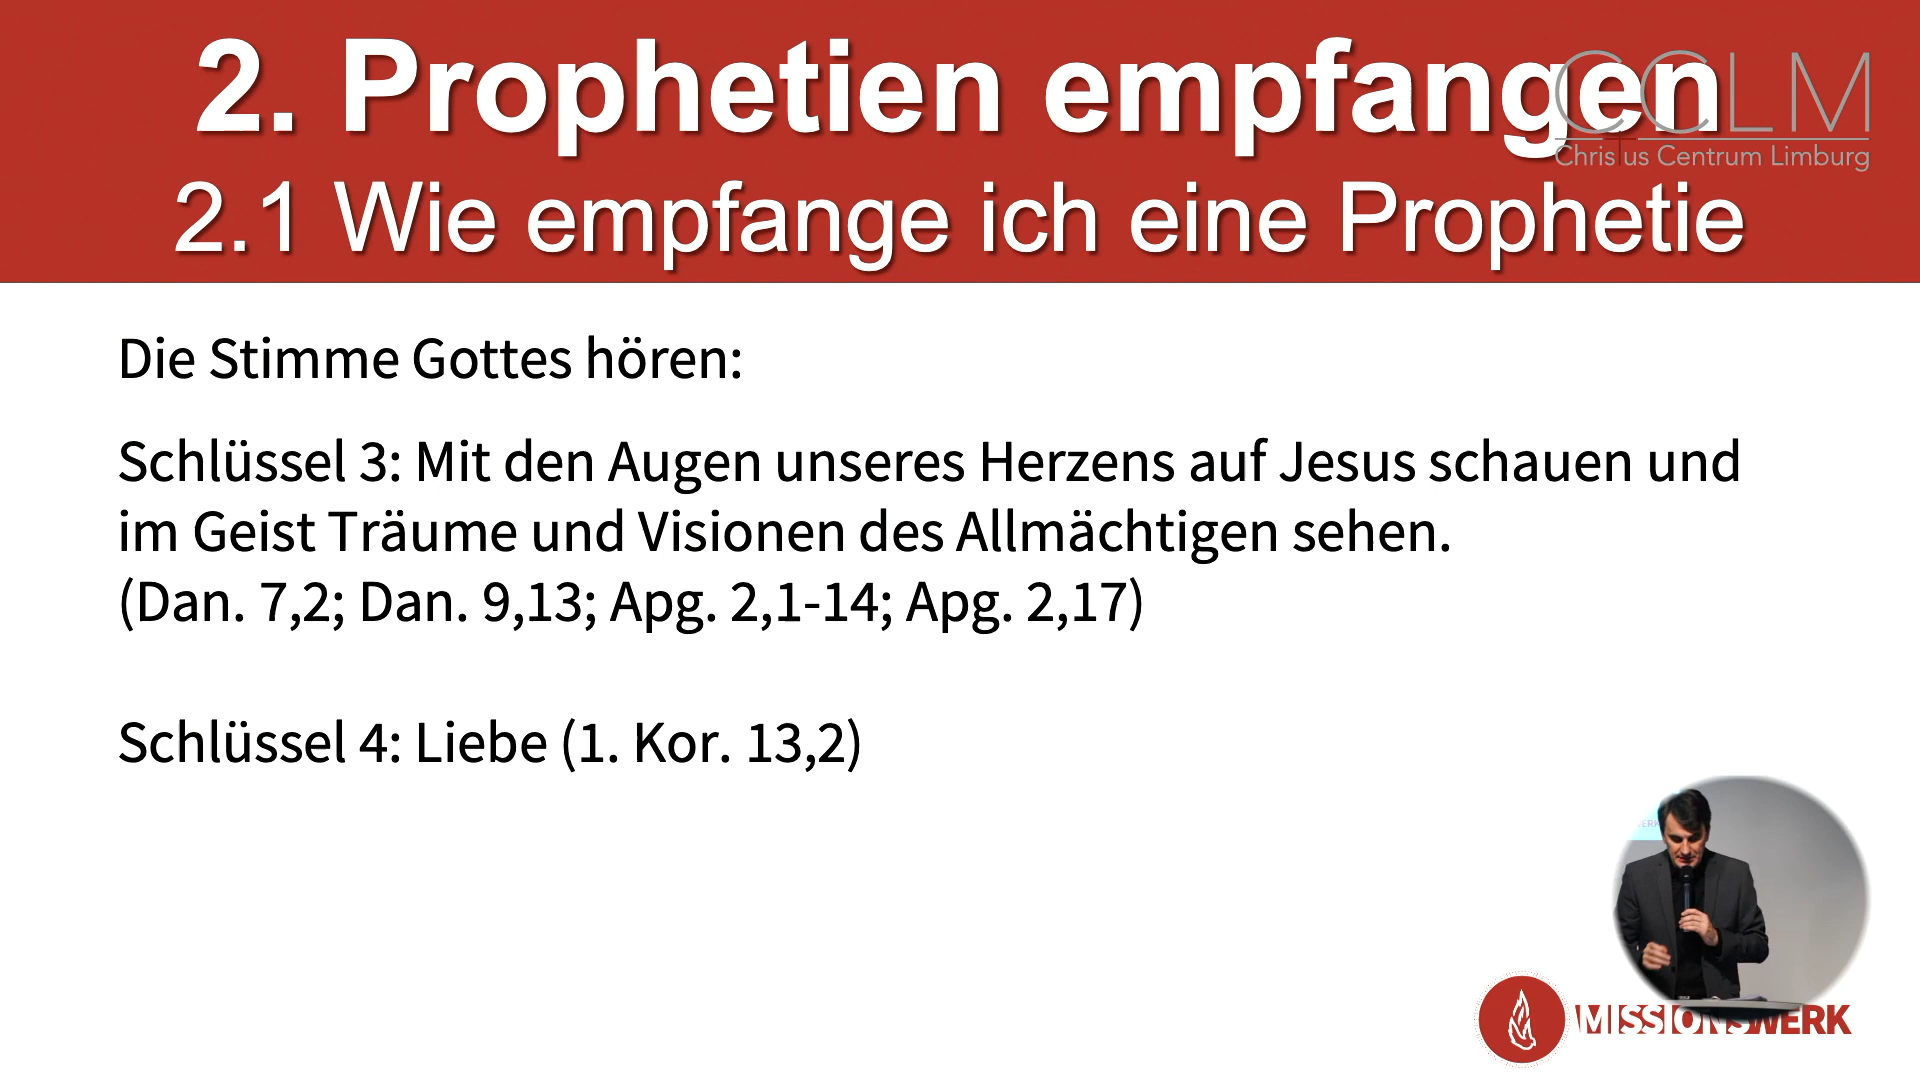 2. Prophetien empfangen
CCLM
Christus Centrum Limburg
2.1 Wie empfange ich eine Prophetie
Die Stimme Gottes hören:
Schlüssel 3: Mit den Augen unseres Herzens auf Jesus schauen und
im Geist Träume und Visionen des Allmächtigen sehen.
(Dan. 7,2; Dan. 9,13; Apg. 2,1-14; Apg. 2,17)
Schlüssel 4: Liebe (1. Kor. 13,2)
MISSIONSWERK